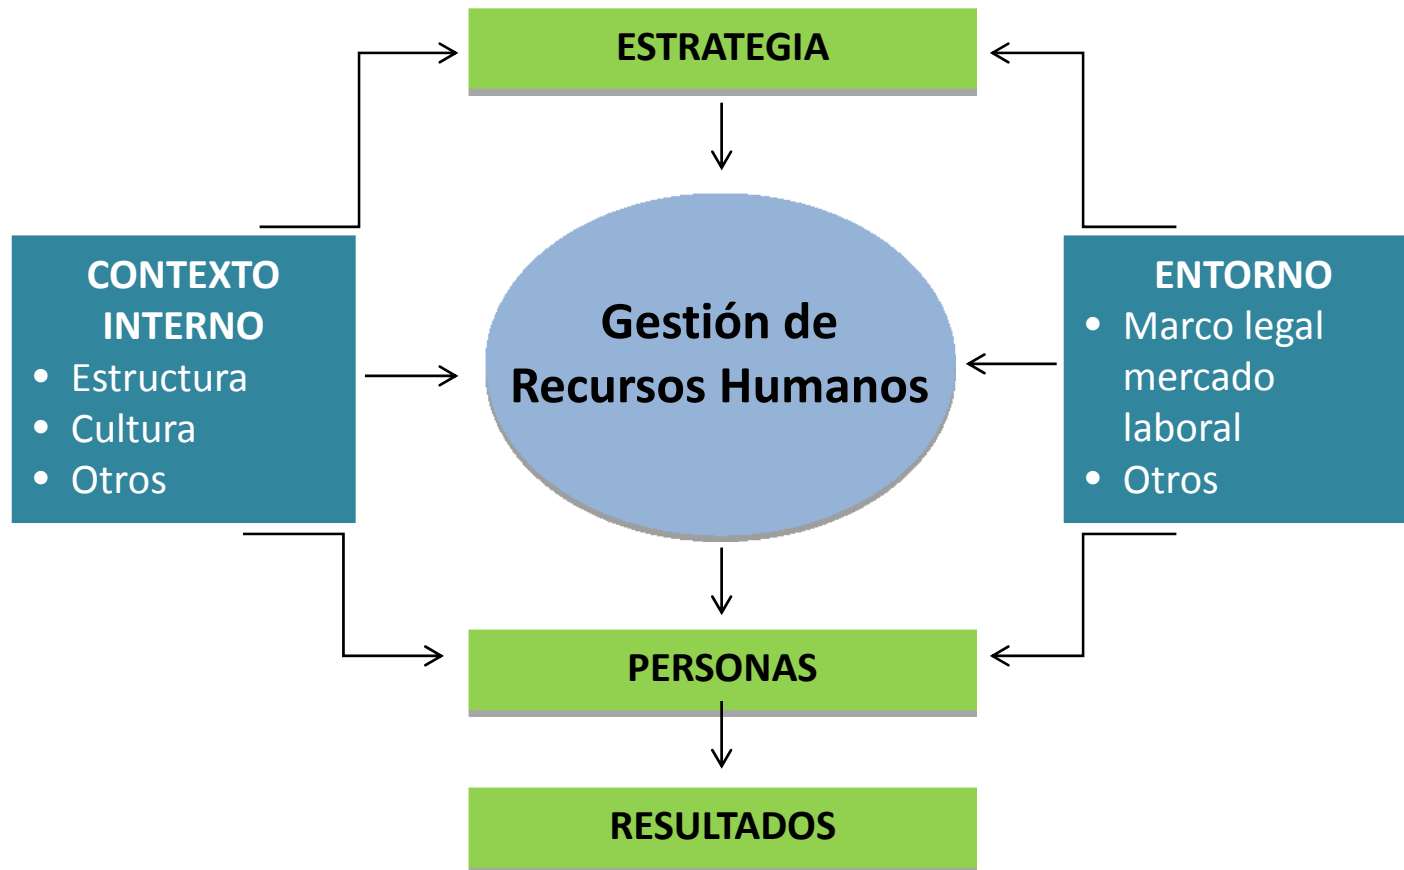 ESTRATEGIA
CONTEXTO
INTERNO
• Estructura
• Cultura
• Otros
Gestión de
Recursos Humanos
ENTORNO
• Marco legal
mercado
laboral
• Otros
PERSONAS
RESULTADOS